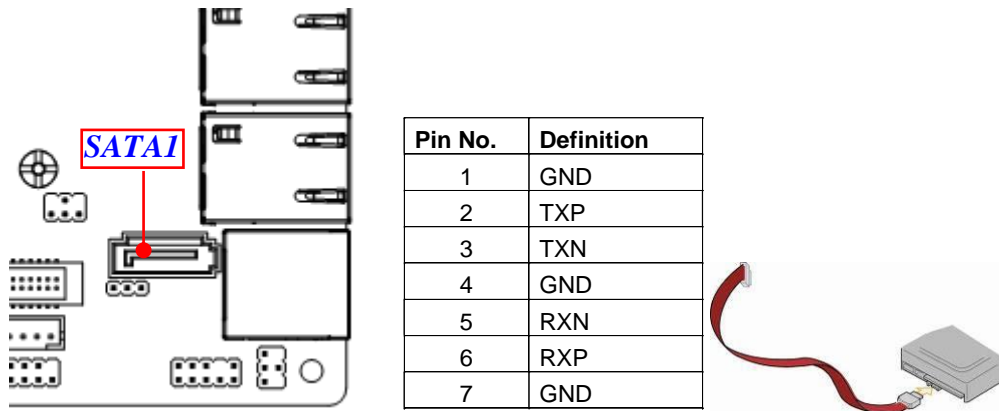 SATA1
Pin No. Definition
1 GND
2 TXP
3 TXN
4 GND
5 RXN
6 RXP
7 GND